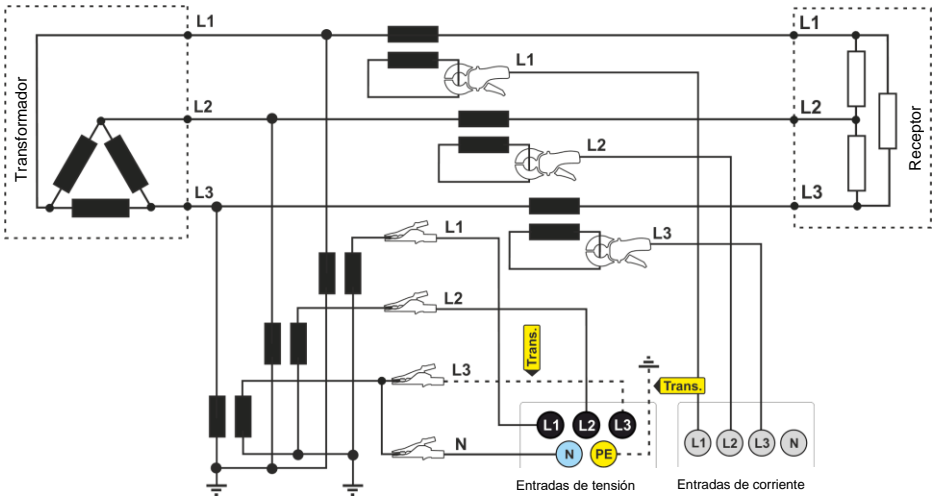 L1
L1
Transformador
L1
L2
L2
Receptor
L2
L3
L3
L1
L3
L2
Trans.
L3
Trans.
L1
L2
L3
L1
L2
L3
N
N
N
PE
Entradas de tensión
Entradas de corriente